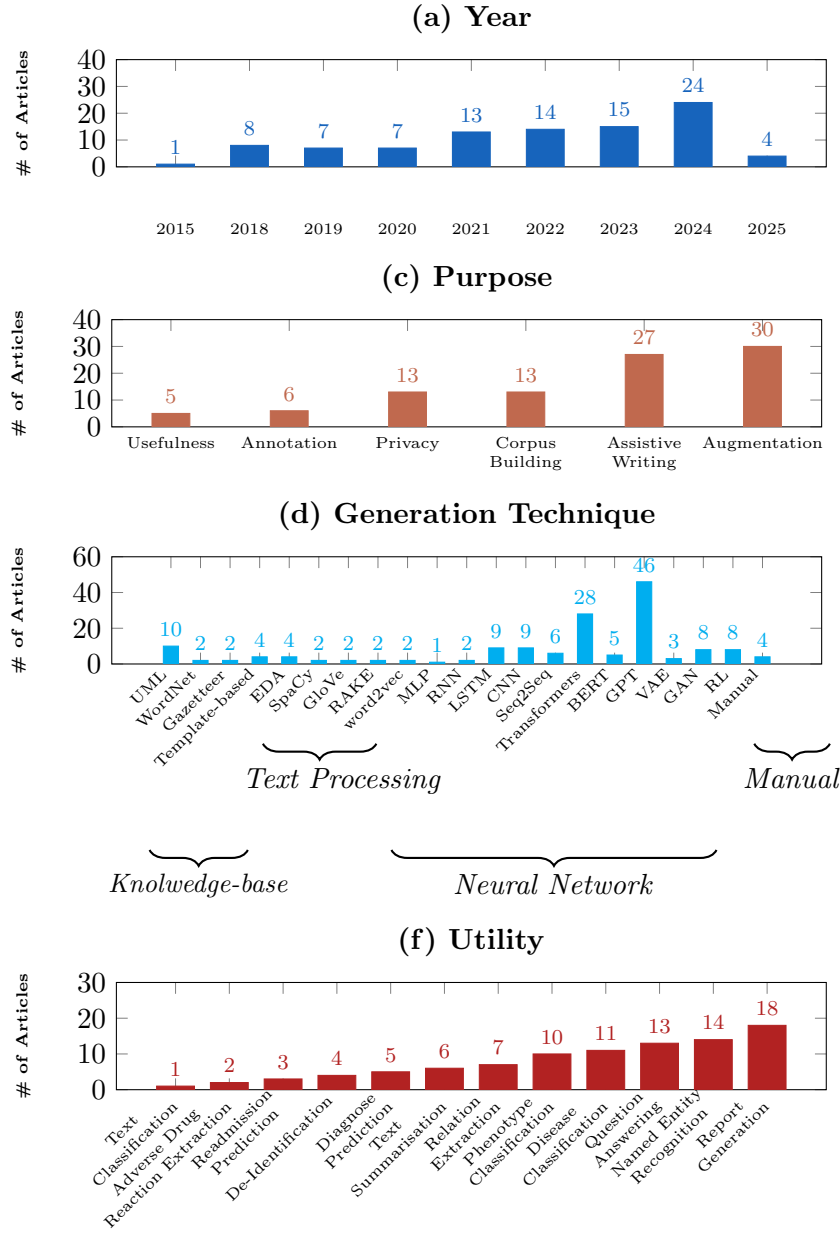 (a) Year
# of Articles
40
30
20
10
0
1
8
7
7
13
14
15
24
4
2015 2018 2019 2020 2021 2022 2023 2024 2025
(c) Purpose
# of Articles
40
30
20
10
0
5
6
13
13
27
30
Usefulness
Annotation
Privacy
Corpus
Building
Assistive
Writing
Augmentation
(d) Generation Technique
# of Articles
60
40
20
0
10
2
2
4
4
2
2
2
2
1
2
9
9
6
28
5
46
3
8
8
4
UML
WordNet
Gazetteer
Template-based
EDA
SpaCy
GloVe
RAKE
word2vec
MLP
RNN
LSTM
CNN
Seq2Seq
Transformers
BERT
GPT
VAE
GAN
RL
Manual
Text Processing
Manual
Knolwedge-base
Neural Network
(f) Utility
# of Articles
30
20
10
0
1
2
3
4
5
6
7
10
11
13
14
18
Text
Classification
Adverse Drug
Reaction Extraction
Readmission
Prediction
De-Identification
Diagnose
Prediction
Text
Summarisation
Relation
Extraction
Phenotype
Classification
Disease
Classification
Question
Answering
Named Entity
Recognition
Report
Generation